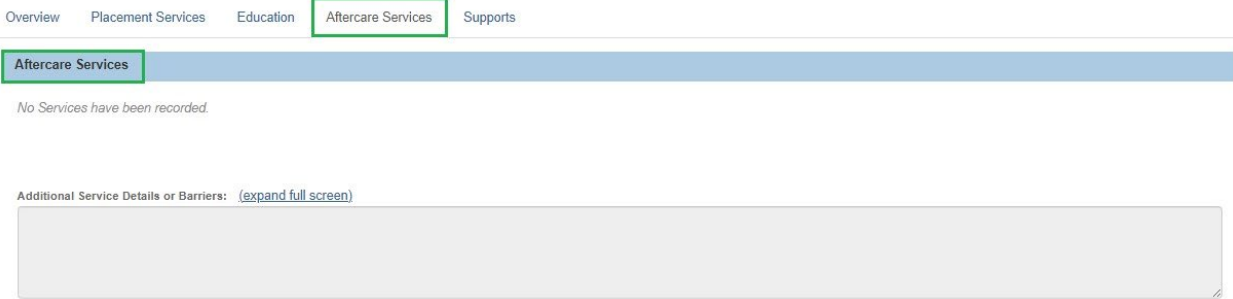 Overview Placement Services Education Aftercare Services Supports
Aftercare Services
No Services have been recorded.
Additional Service Details or Barriers: (expand full screen)